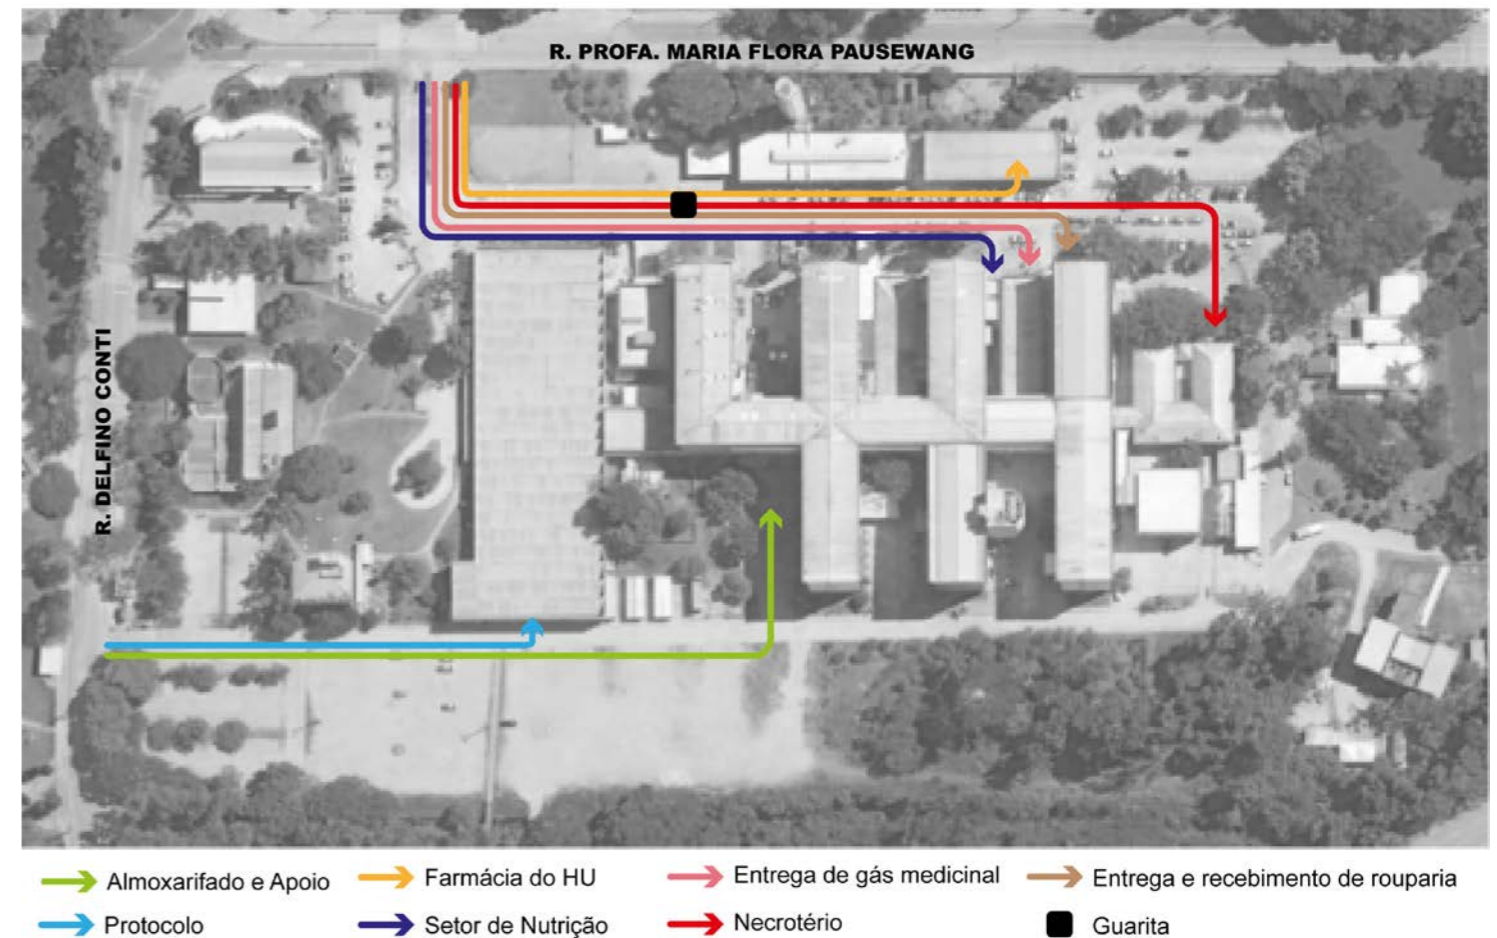 R. PROFA. MARIA FLORA PAUSEWANG
R. DELFINO CONTI
Almoxarifado e Apoio
Farmácia do HU
Entrega de gás medicinal
Entrega e recebimento de rouparia
Protocolo
Setor de Nutrição
Necrotério
Guarita